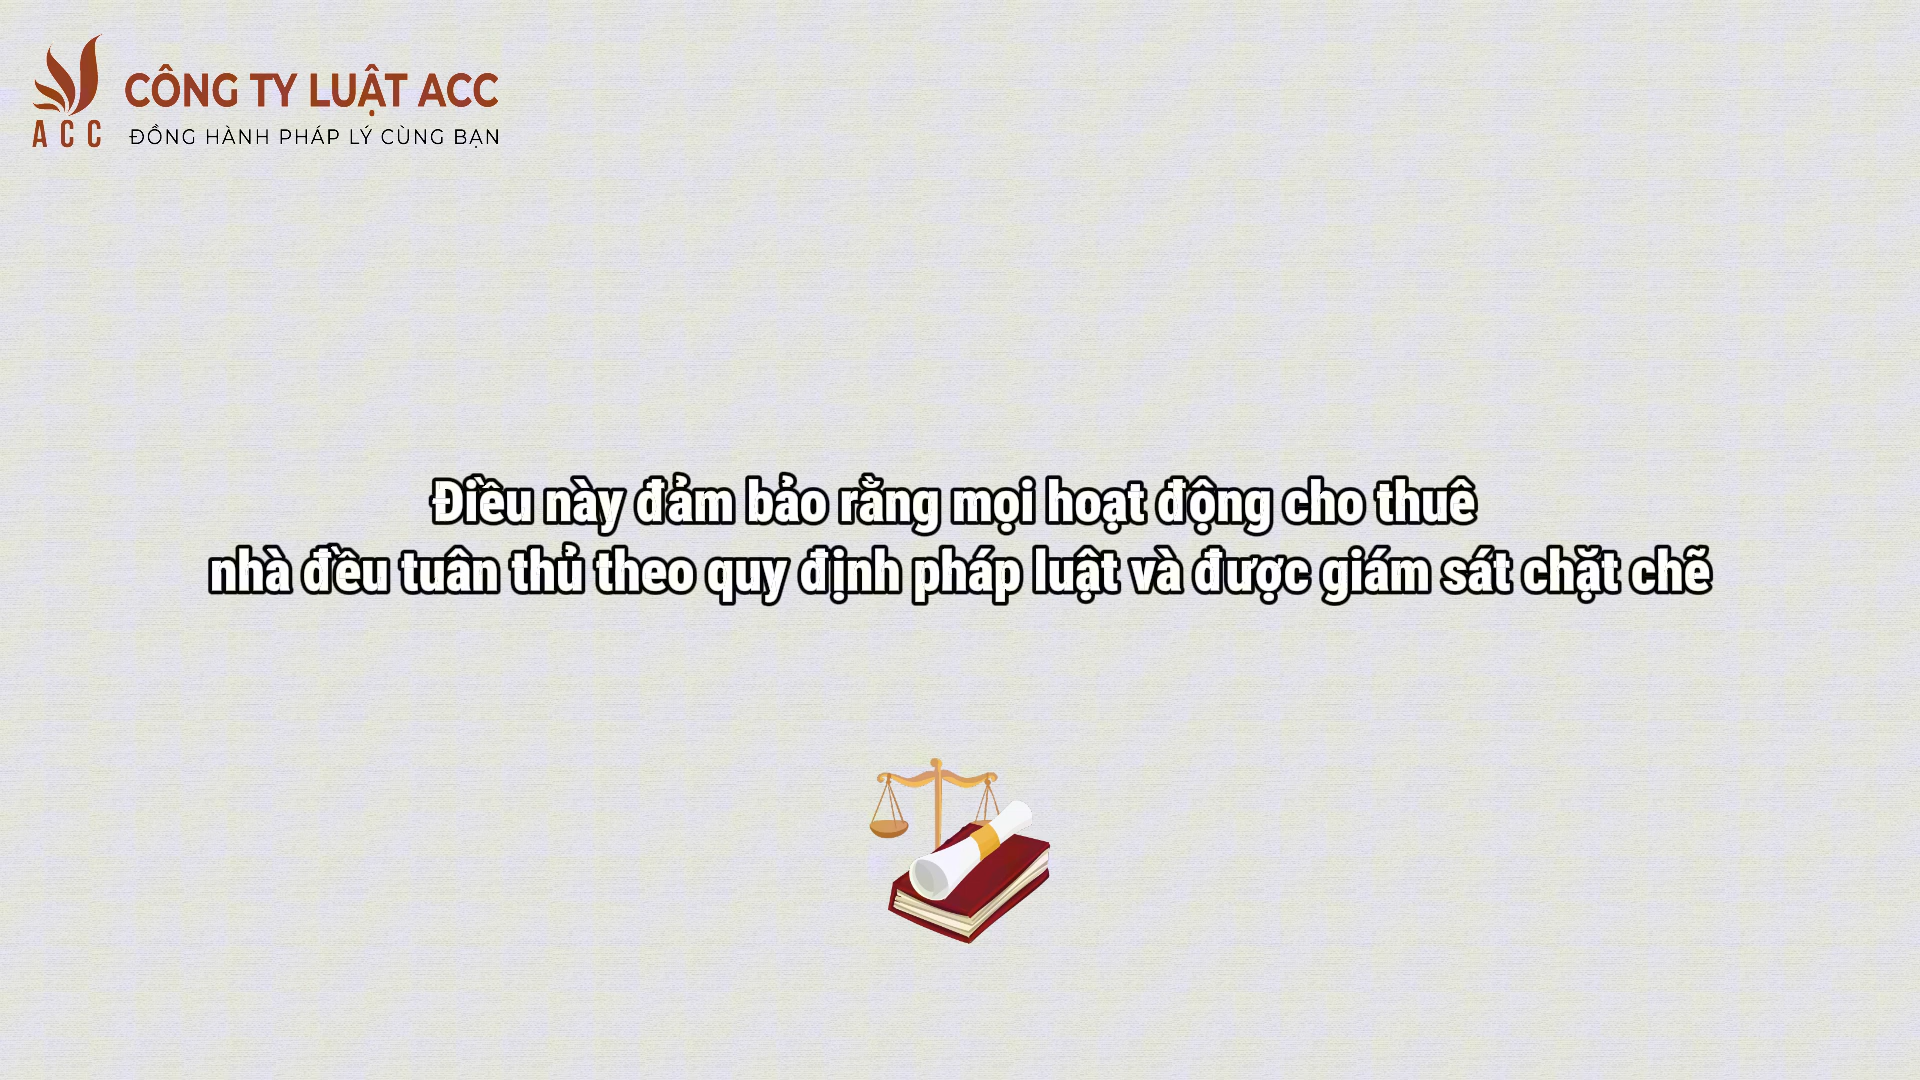 CÔNG TY LUẬT ACC
ACC
ĐỒNG HÀNH PHÁP LÝ CÙNG BẠN
Điều này đảm bảo rằng mọi hoạt động cho thuê
nhà đều tuân thủ theo quy định pháp luật và được giám sát chặt chẽ